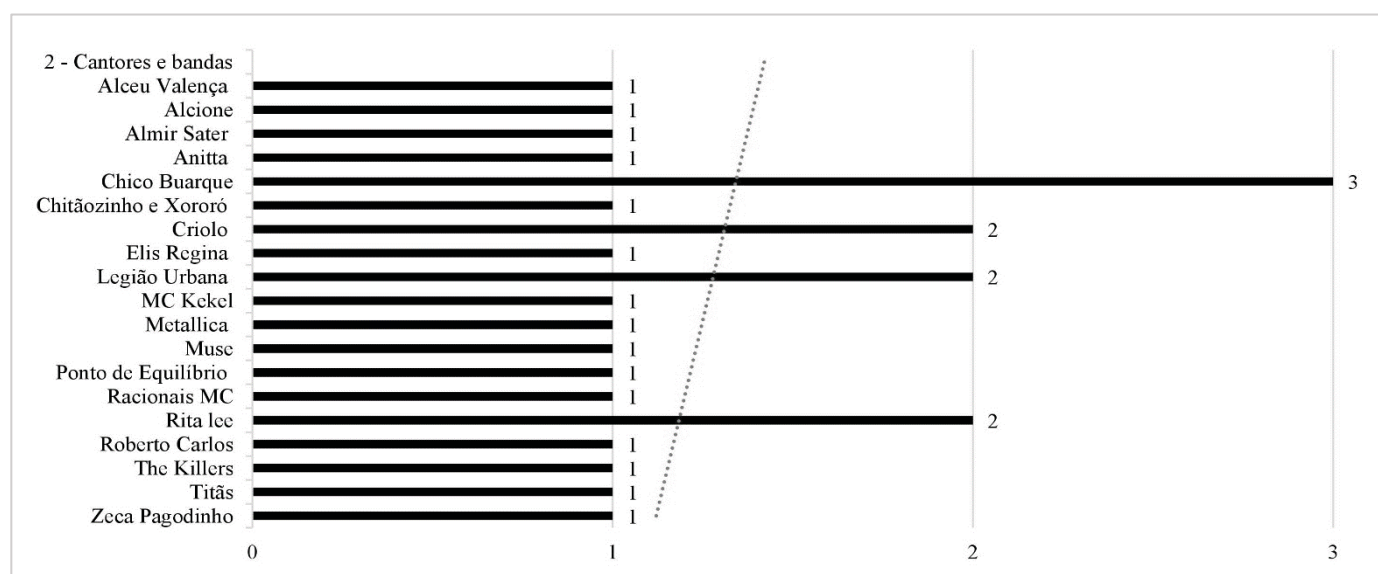 2 - Cantores e bandas
Alceu Valença 1
Alcione 1
Almir Sater 1
Anitta 1
Chico Buarque 3
Chitãozinho e Xororó 1
Criolo 2
Elis Regina 1
Legião Urbana 2
MC Kekel 1
Metallica 1
Muse 1
Ponto de Equilíbrio 1
Racionais MC 1
Rita lee 2
Roberto Carlos 1
The Killers 1
Titãs 1
Zeca Pagodinho 1
0 1 2 3